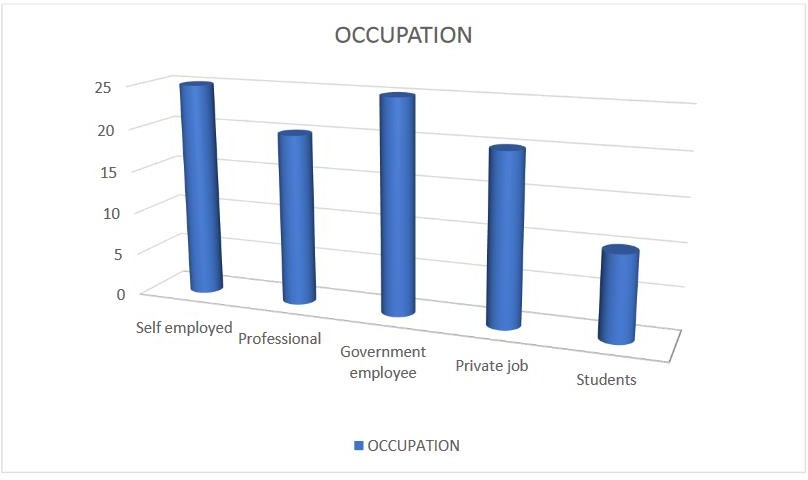 OCCUPATION
25
20
15
10
5
0
Self employed
Professional
Government
employee
Private job
Students
OCCUPATION